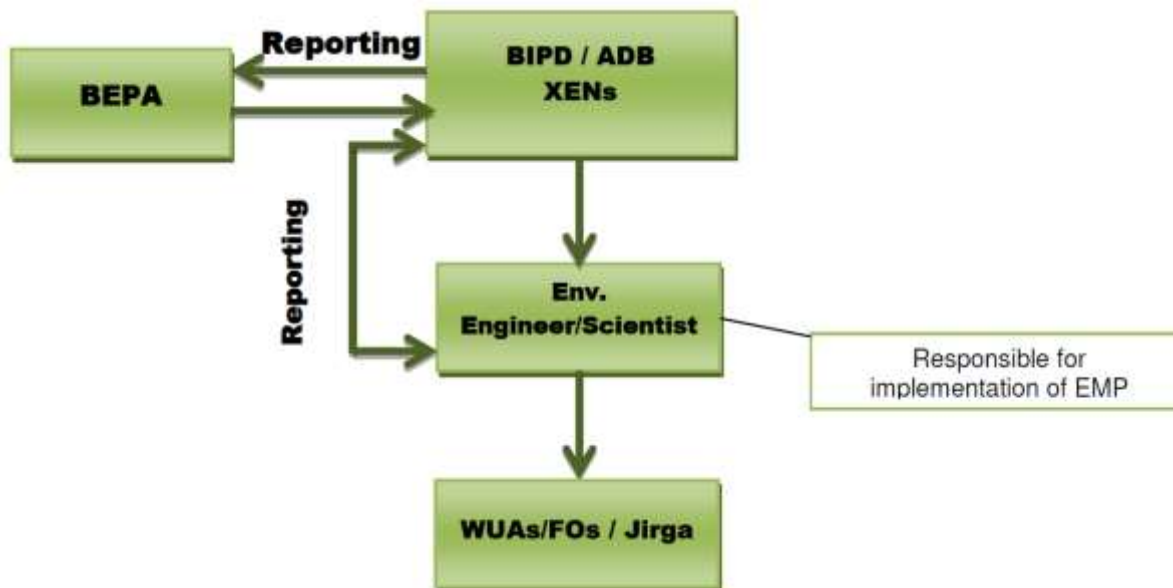 Reporting
BIPD / ADB
XENs
BEPA
Reporting
Env.
Engineer/Scientist
Responsible for
implementation of EMP
WUAs/FOs / Jirga